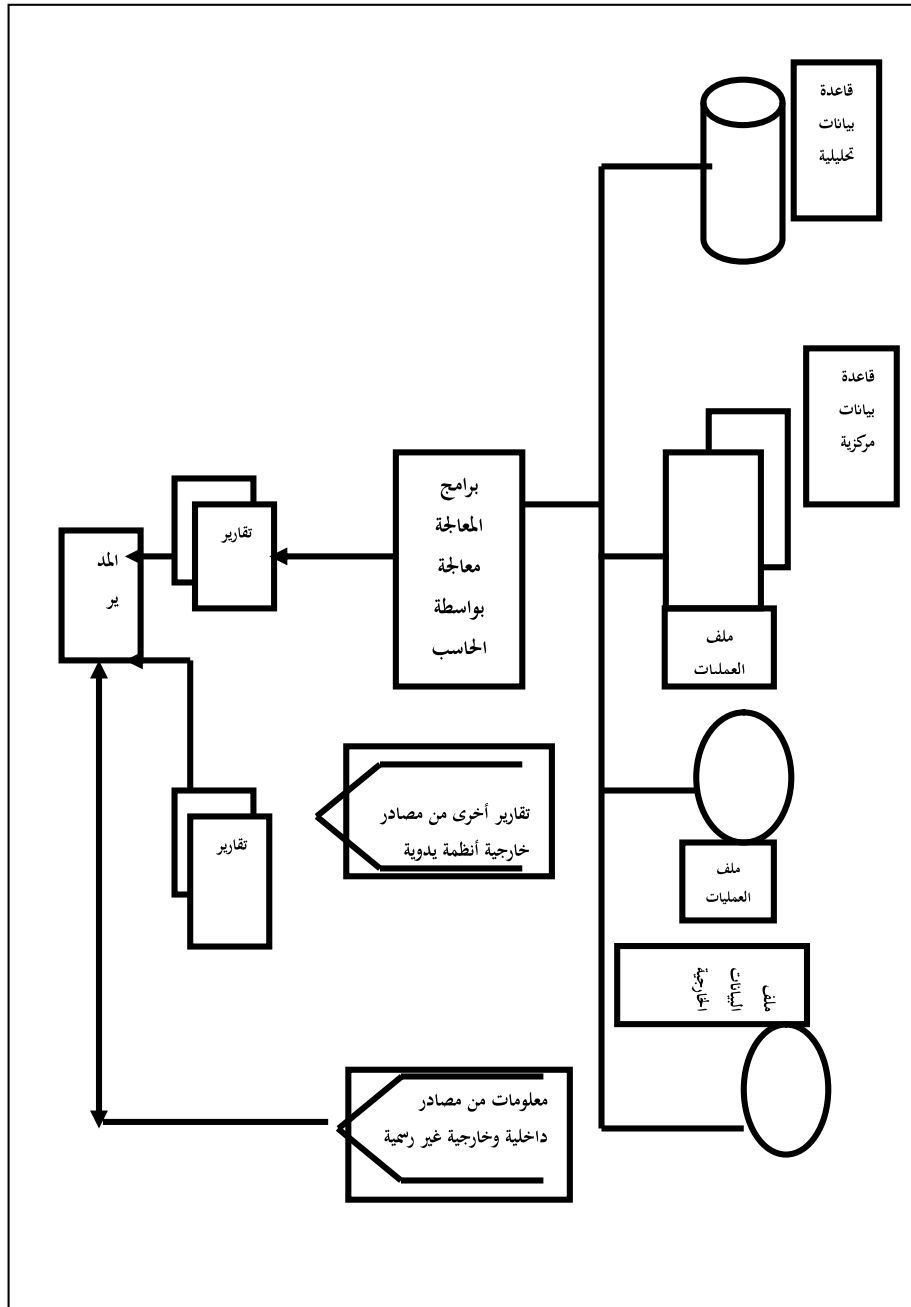 قاعدة
بيانات
تحليلية
قاعدة
بيانات
مركزية
برامج
المعالجة
معالجة
بواسطة
الحاسب
تقارير
المد
ير
ملف
العمليات
تقارير أخرى من مصادر
خارجية أنظمة يدوية
تقارير
ملف
العمليات
ملف
البيانات
الخارجية
معلومات من مصادر
داخلية وخارجية غير رسمية